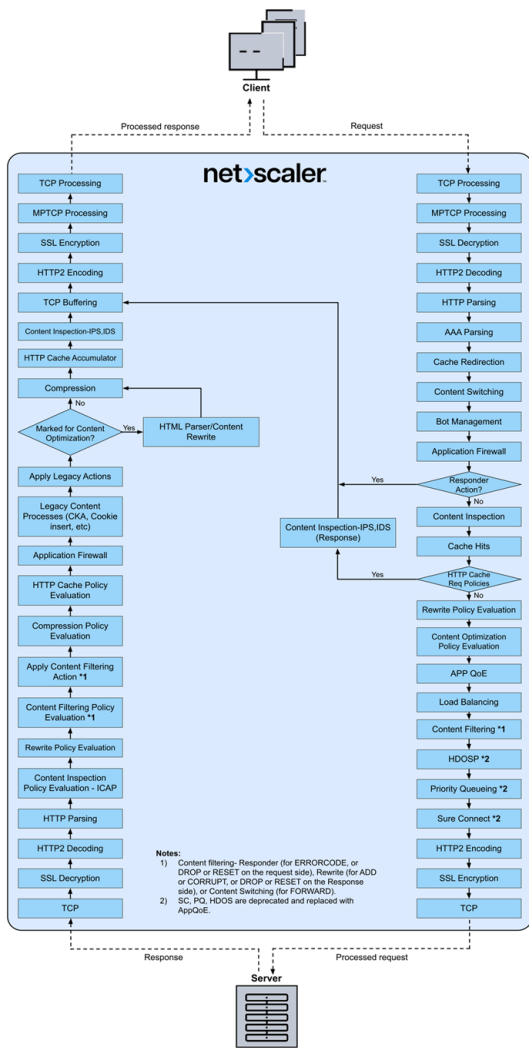 Client
Processed response
Request
net>scaler™
TCP Processing
MPTCP Processing
SSL Encryption
HTTP2 Encoding
TCP Buffering
Content Inspection-IPS,IDS
HTTP Cache Accumulator
Compression
No
Marked for Content
Optimization?
Yes
HTML Parser/Content
Rewrite
Apply Legacy Actions
Legacy Content
Processes (CKA, Cookie
insert, etc)
Application Firewall
HTTP Cache Policy
Evaluation
Compression Policy
Evaluation
Apply Content Filtering
Action *1
Content Filtering Policy
Evaluation *1
Rewrite Policy Evaluation
Content Inspection
Policy Evaluation - ICAP
HTTP Parsing
HTTP2 Decoding
SSL Decryption
TCP
TCP Processing
MPTCP Processing
SSL Decryption
HTTP2 Decoding
HTTP Parsing
AAA Parsing
Cache Redirection
Content Switching
Bot Management
Application Firewall
Responder
Action?
Yes
No
Content Inspection-IPS,IDS
(Response)
Content Inspection
Cache Hits
HTTP Cache
Req Policies
Yes
No
Rewrite Policy Evaluation
Content Optimization
Policy Evaluation
APP QoE
Load Balancing
Content Filtering *1
HDOSP *2
Priority Queueing *2
Sure Connect *2
HTTP2 Encoding
SSL Encryption
TCP
Notes:
1) Content filtering- Responder (for ERRORCODE, or
DROP or RESET on the request side), Rewrite (for ADD
or CORRUPT, or DROP or RESET on the Response
side), or Content Switching (for FORWARD).
2) SC, PQ, HDOS are deprecated and replaced with
AppQoE.
Response
Processed request
Server